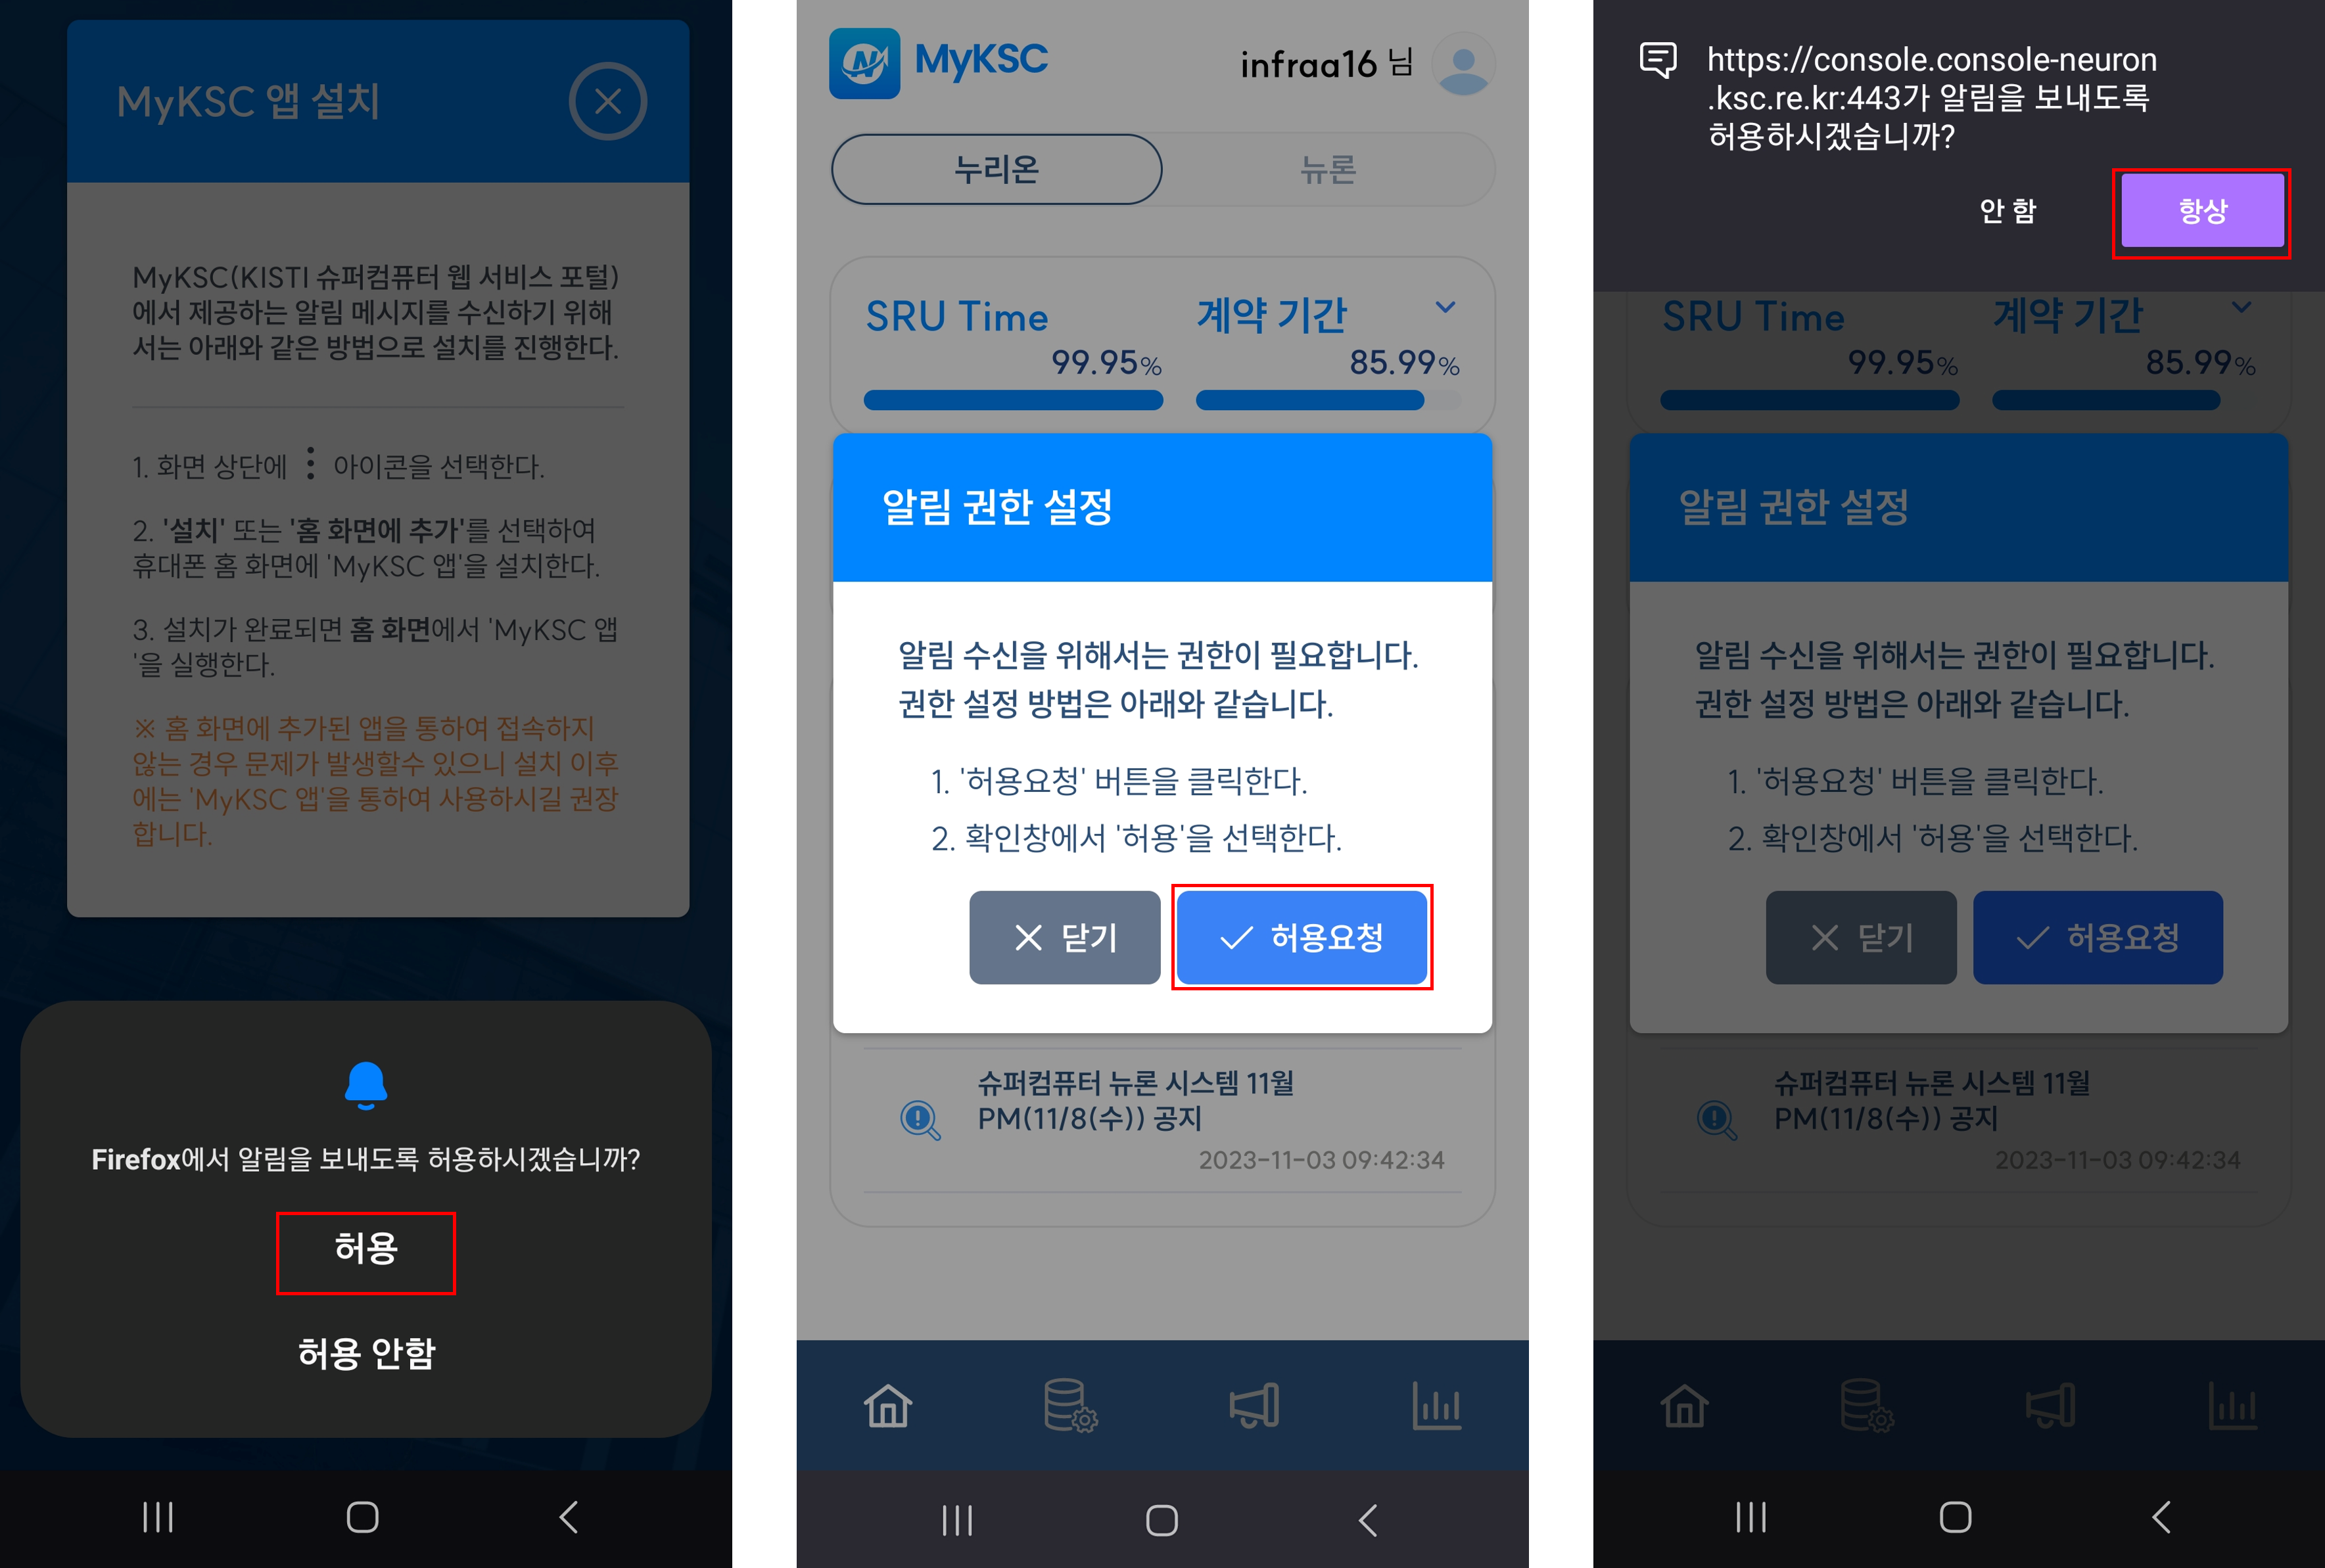 MyKSC 앱 설치
MyKSC(KISTI 슈퍼컴퓨터 웹 서비스 포털)
에서 제공하는 알림 메시지를 수신하기 위해
서는 아래와 같은 방법으로 설치를 진행한다.
1. 화면 상단에 ⋮ 아이콘을 선택한다.
2. '설치' 또는 '홈 화면에 추가'를 선택하여
휴대폰 홈 화면에 'MyKSC 앱'을 설치한다.
3. 설치가 완료되면 홈 화면에서 'MyKSC 앱
'을 실행한다.
※ 홈 화면에 추가된 앱을 통하여 접속하지
않는 경우 문제가 발생할수 있으니 설치 이후
에는 'MyKSC 앱'을 통하여 사용하시길 권장
합니다.
Firefox에서 알림을 보내도록 허용하시겠습니까?
허용
허용 안함
MyKSC
infraa16 님
누리온 뉴론
SRU Time 계약 기간
99.95% 85.99%
알림 권한 설정
알림 수신을 위해서는 권한이 필요합니다.
권한 설정 방법은 아래와 같습니다.
1. '허용요청' 버튼을 클릭한다.
2. 확인창에서 '허용'을 선택한다.
닫기 허용요청
슈퍼컴퓨터 뉴론 시스템 11월
PM(11/8(수)) 공지
2023-11-03 09:42:34
https://console.console-neuron
.ksc.re.kr:443가 알림을 보내도록
허용하시겠습니까?
안 함 항상
SRU Time 계약 기간
99.95% 85.99%
알림 권한 설정
알림 수신을 위해서는 권한이 필요합니다.
권한 설정 방법은 아래와 같습니다.
1. '허용요청' 버튼을 클릭한다.
2. 확인창에서 '허용'을 선택한다.
닫기 허용요청
슈퍼컴퓨터 뉴론 시스템 11월
PM(11/8(수)) 공지
2023-11-03 09:42:34